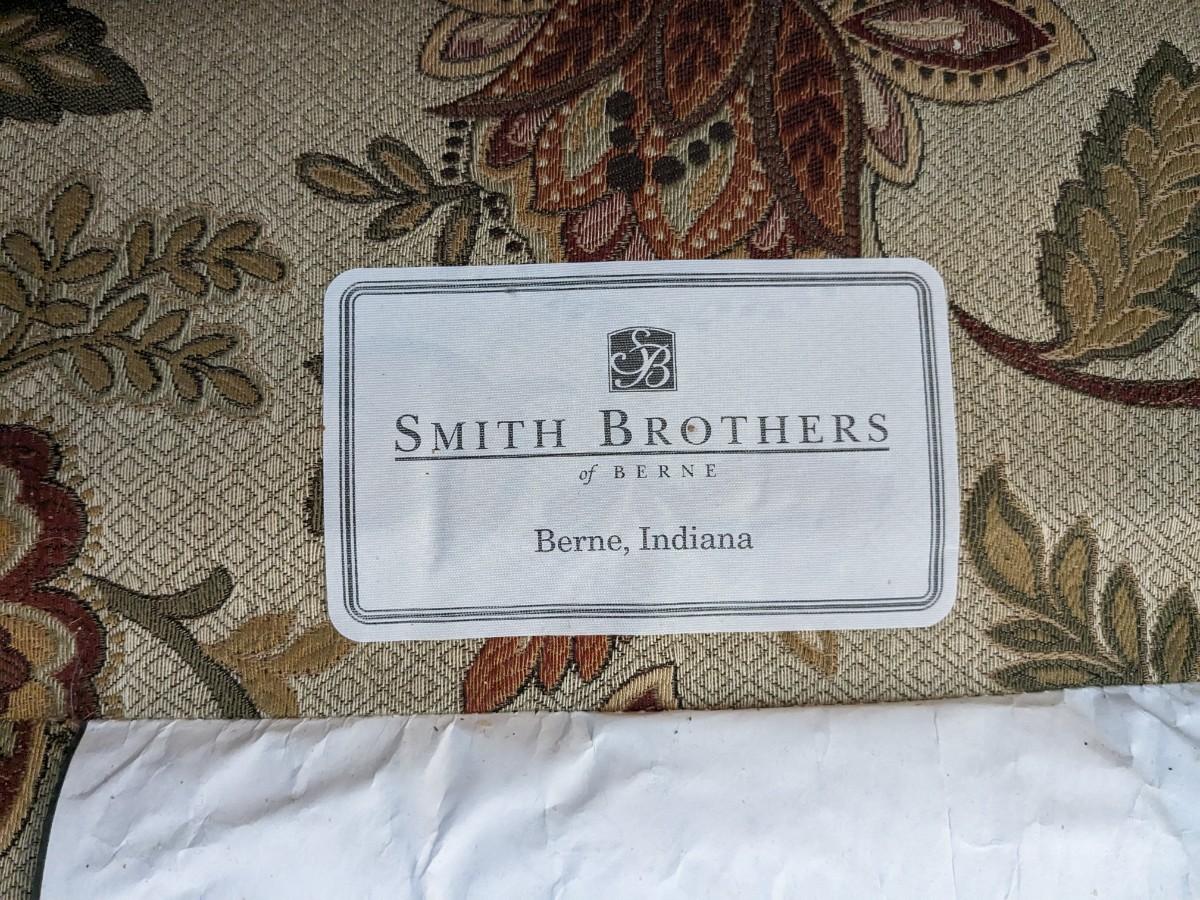 SB
SMITH BROTHERS
of BERNE
Berne, Indiana